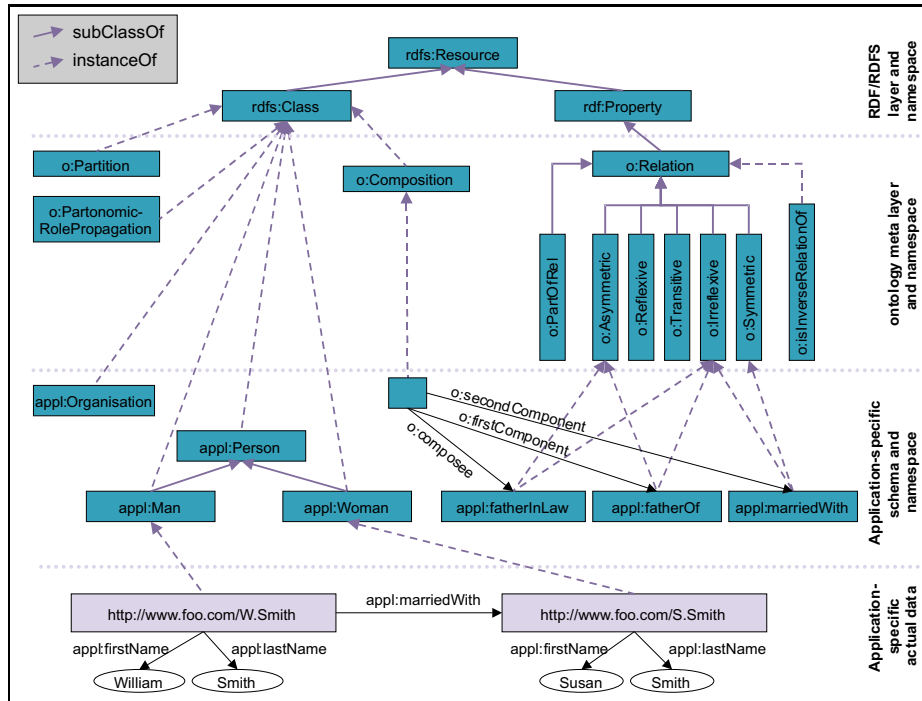 subClassOf
instanceOf
rdfs:Resource
rdfs:Class
rdf:Property
RDF/RDFS
layer and
namespace
o:Partition
o:Partonomic-
RolePropagation
o:Composition
o:Relation
o:PartOfRel
o:Asymmetric
o:Reflexive
o:Transitive
o:Irreflexive
o:Symmetric
o:isInverseRelationOf
ontology meta layer
and namespace
appl:Organisation
appl:Person
appl:Man
appl:Woman
o:secondComponent
o:firstComponent
o:composee
appl:fatherInLaw
appl:fatherOf
appl:marriedWith
Application-specific
schema and
namespace
http://www.foo.com/W.Smith
appl:marriedWith
http://www.foo.com/S.Smith
appl:firstName
appl:lastName
appl:firstName
appl:lastName
William
Smith
Susan
Smith
Application-
specific
actual data